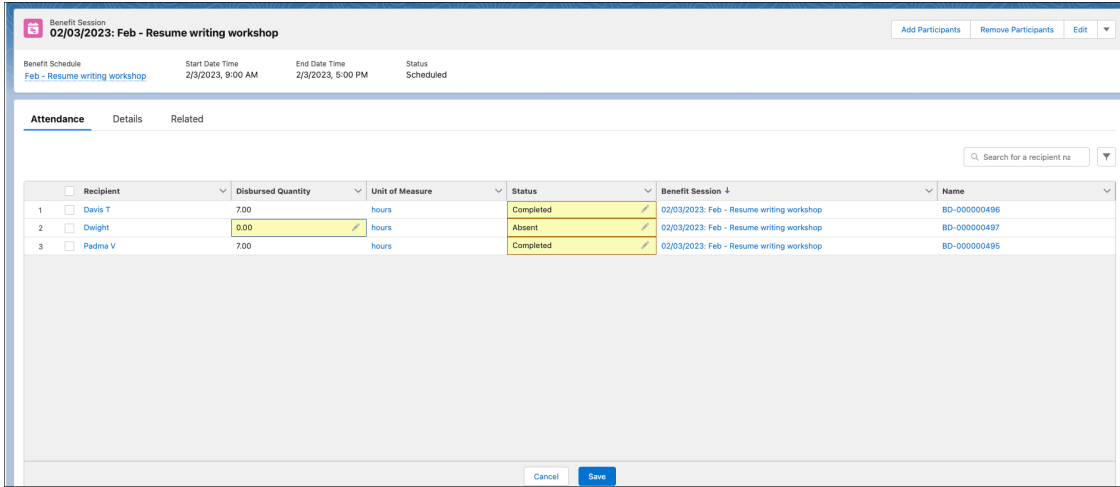 Benefit Session
02/03/2023: Feb - Resume writing workshop
Add Participants Remove Participants Edit
Benefit Schedule Start Date Time End Date Time Status
Feb - Resume writing workshop 2/3/2023, 9:00 AM 2/3/2023, 5:00 PM Scheduled
Attendance Details Related
Search for a recipient na
Recipient Disbursed Quantity Unit of Measure Status Benefit Session Name
1 Davis T 7.00 hours Completed 02/03/2023: Feb - Resume writing workshop BD-000000496
2 Dwight 0.00 hours Absent 02/03/2023: Feb - Resume writing workshop BD-000000497
3 Padma V 7.00 hours Completed 02/03/2023: Feb - Resume writing workshop BD-000000495
Cancel Save